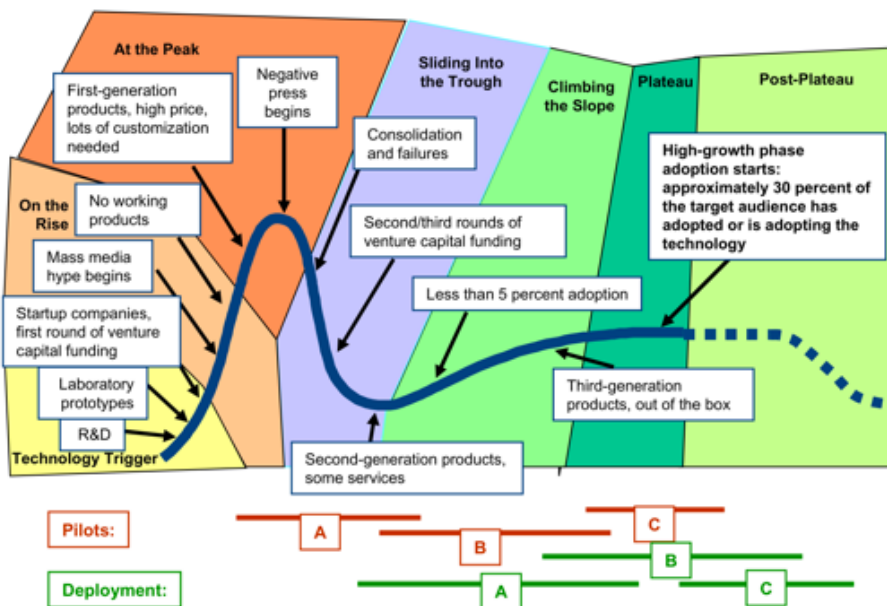 At the Peak
First-generation
products, high price,
lots of customization
needed
Negative
press
begins
Sliding Into
the Trough
Consolidation
and failures
Climbing
the Slope
Plateau
Post-Plateau
High-growth phase
adoption starts:
approximately 30 percent of
the target audience has
adopted or is adopting the
technology
On the
Rise
No working
products
Mass media
hype begins
Second/third rounds of
venture capital funding
Less than 5 percent adoption
Startup companies,
first round of venture
capital funding
Laboratory
prototypes
R&D
Technology Trigger
Third-generation
products, out of the box
Second-generation products,
some services
Pilots:
A
B
C
B
Deployment:
A
C